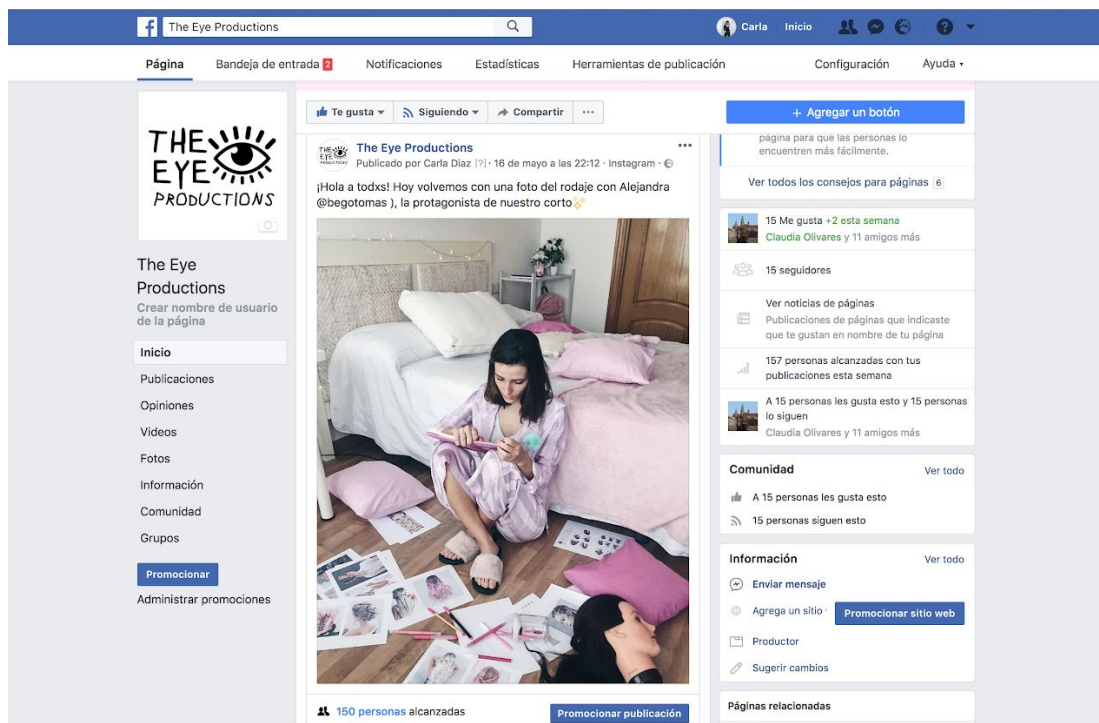 The Eye Productions
Carla
Inicio
Página
Bandeja de entrada 2
Notificaciones
Estadísticas
Herramientas de publicación
Configuración
Ayuda
THE
EYE
PRODUCTIONS
The Eye
Productions
Crear nombre de usuario
de la página
Inicio
Publicaciones
Opiniones
Videos
Fotos
Información
Comunidad
Grupos
Promocionar
Administrar promociones
Te gusta
Siguiendo
Compartir
...
+ Agregar un botón
THE
EYE
PRODUCTIONS
The Eye Productions
Publicado por Carla Diaz [?] · 16 de mayo a las 22:12 · Instagram ·
¡Hola a todxs! Hoy volvemos con una foto del rodaje con Alejandra
@begotomas ), la protagonista de nuestro corto✨
150 personas alcanzadas
Promocionar publicación
página para que las personas lo
encuentren más fácilmente.
Ver todos los consejos para páginas 6
15 Me gusta +2 esta semana
Claudia Olivares y 11 amigos más
15 seguidores
Ver noticias de páginas
Publicaciones de páginas que indicaste
que te gustan en nombre de tu página
157 personas alcanzadas con tus
publicaciones esta semana
A 15 personas les gusta esto y 15 personas
lo siguen
Claudia Olivares y 11 amigos más
Comunidad
Ver todo
A 15 personas les gusta esto
15 personas siguen esto
Información
Ver todo
Enviar mensaje
Agrega un sitio
Promocionar sitio web
Productor
Sugerir cambios
Páginas relacionadas